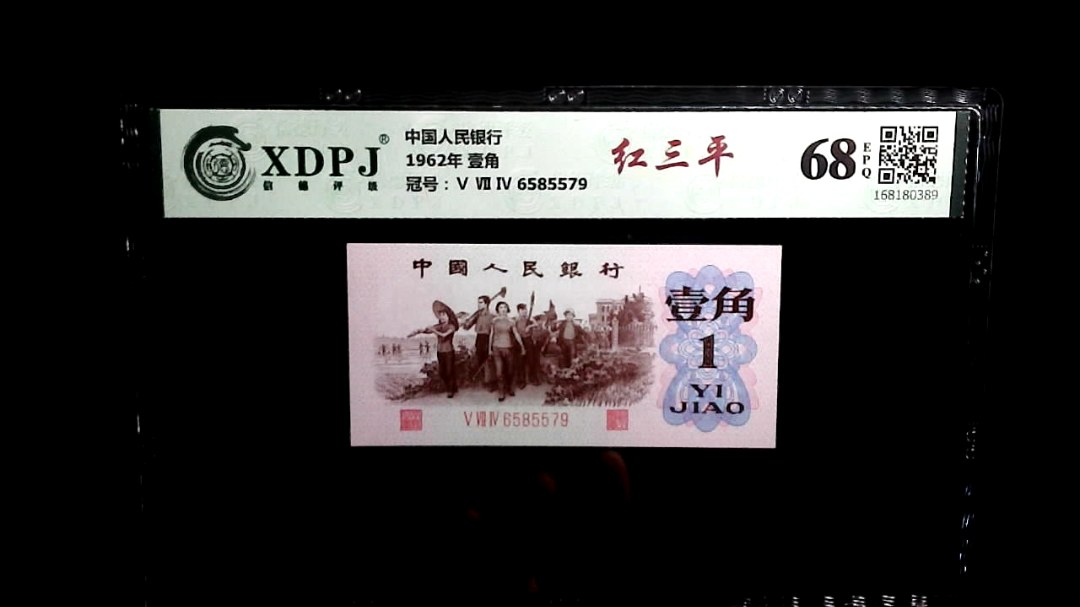 XDPJ®
信德评级
中国人民银行
1962年 壹角
冠号：V Ⅶ Ⅳ 6585579
红三平
68
EPQ
168180389
中國人民銀行
壹角
1
YI
JIAO
V Ⅶ Ⅳ 6585579